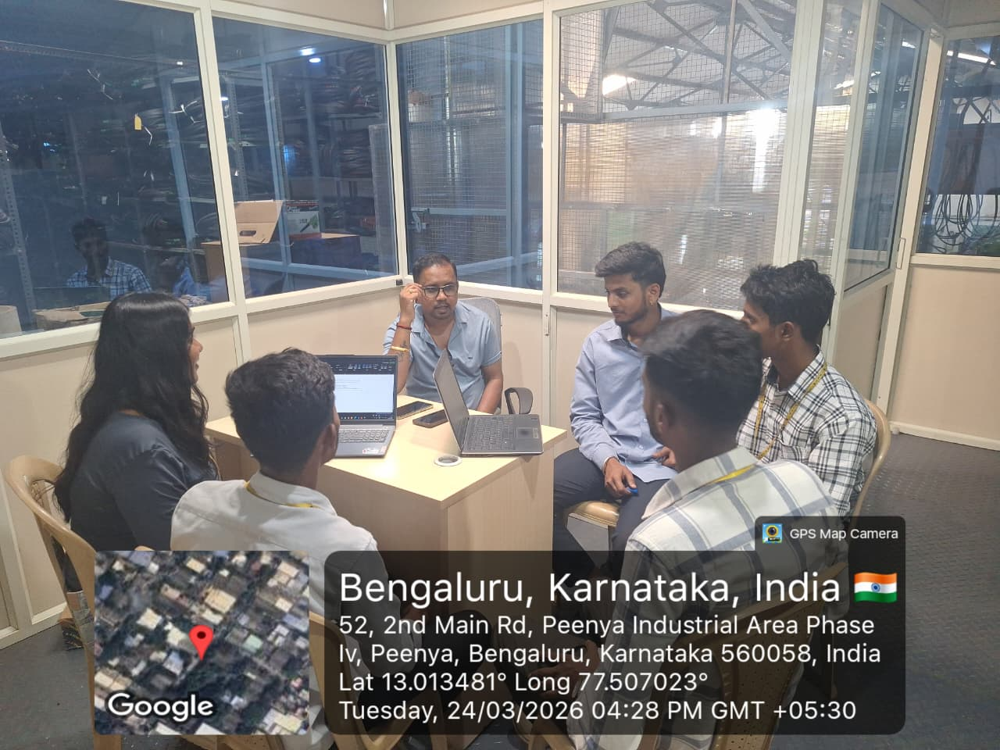 GPS Map Camera
Bengaluru, Karnataka, India
52, 2nd Main Rd, Peenya Industrial Area Phase
Iv, Peenya, Bengaluru, Karnataka 560058, India
Lat 13.013481° Long 77.507023°
Tuesday, 24/03/2026 04:28 PM GMT +05:30
Google